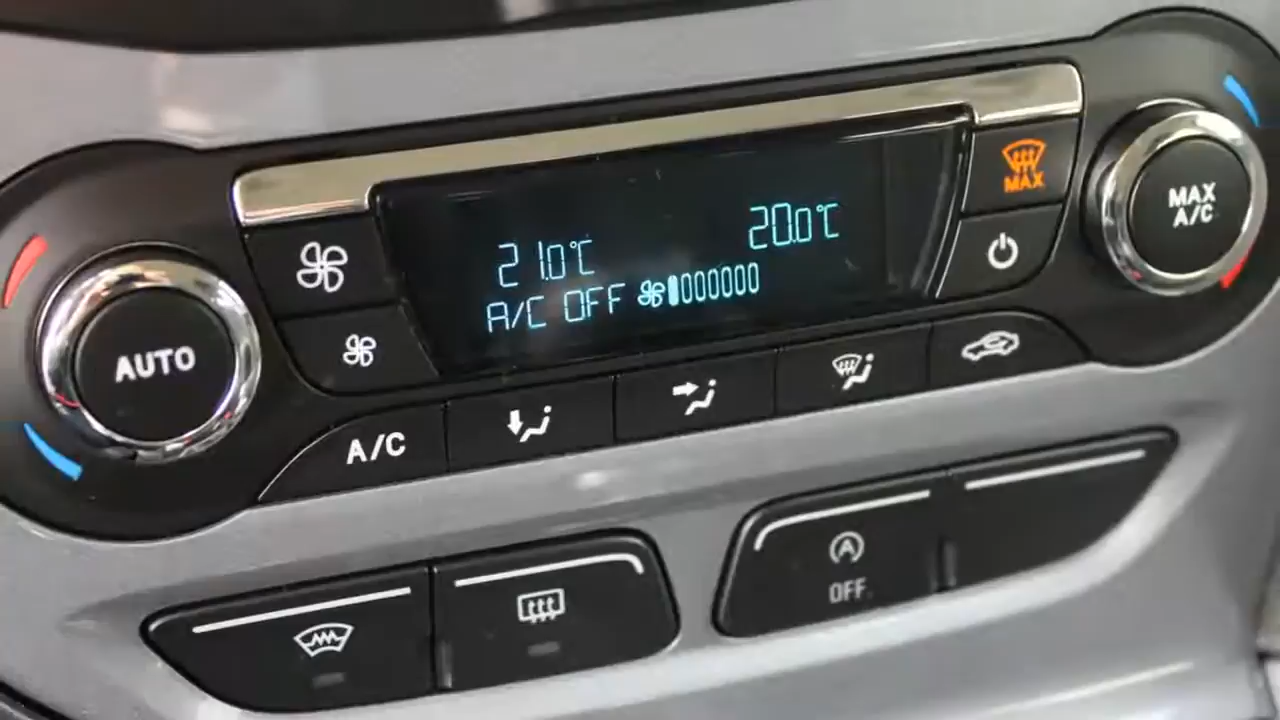 MAX
MAX
A/C
20.0°C
21.0°C
A/C OFF
AUTO
A/C
A
OFF